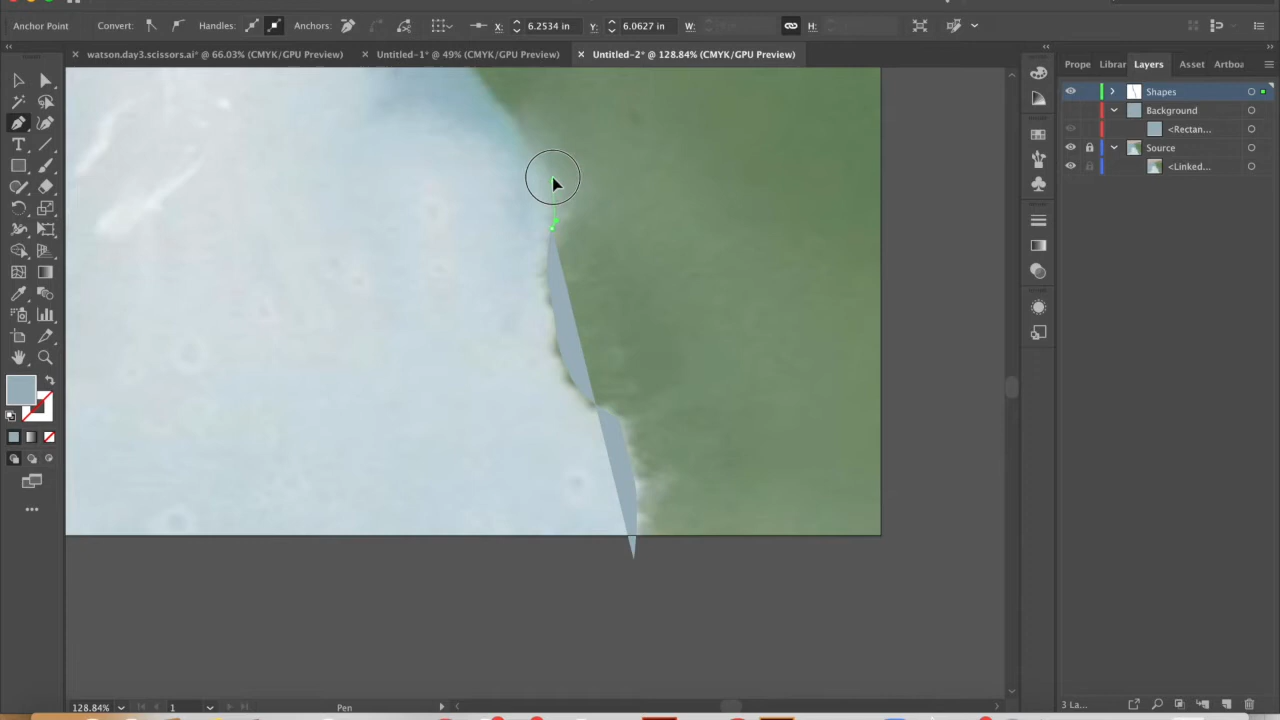 Anchor Point Convert: Handles: Anchors: X: 6.2534 in Y: 6.0627 in W: H:
watson.day3.scissors.ai* @ 66.03% (CMYK/GPU Preview) Untitled-1* @ 49% (CMYK/GPU Preview) Untitled-2* @ 128.84% (CMYK/GPU Preview)
Prope Librar Layers Asset Artboa
Shapes
Background
<Rectan...
Source
<Linked...
128.84% 1 Pen
3 La...